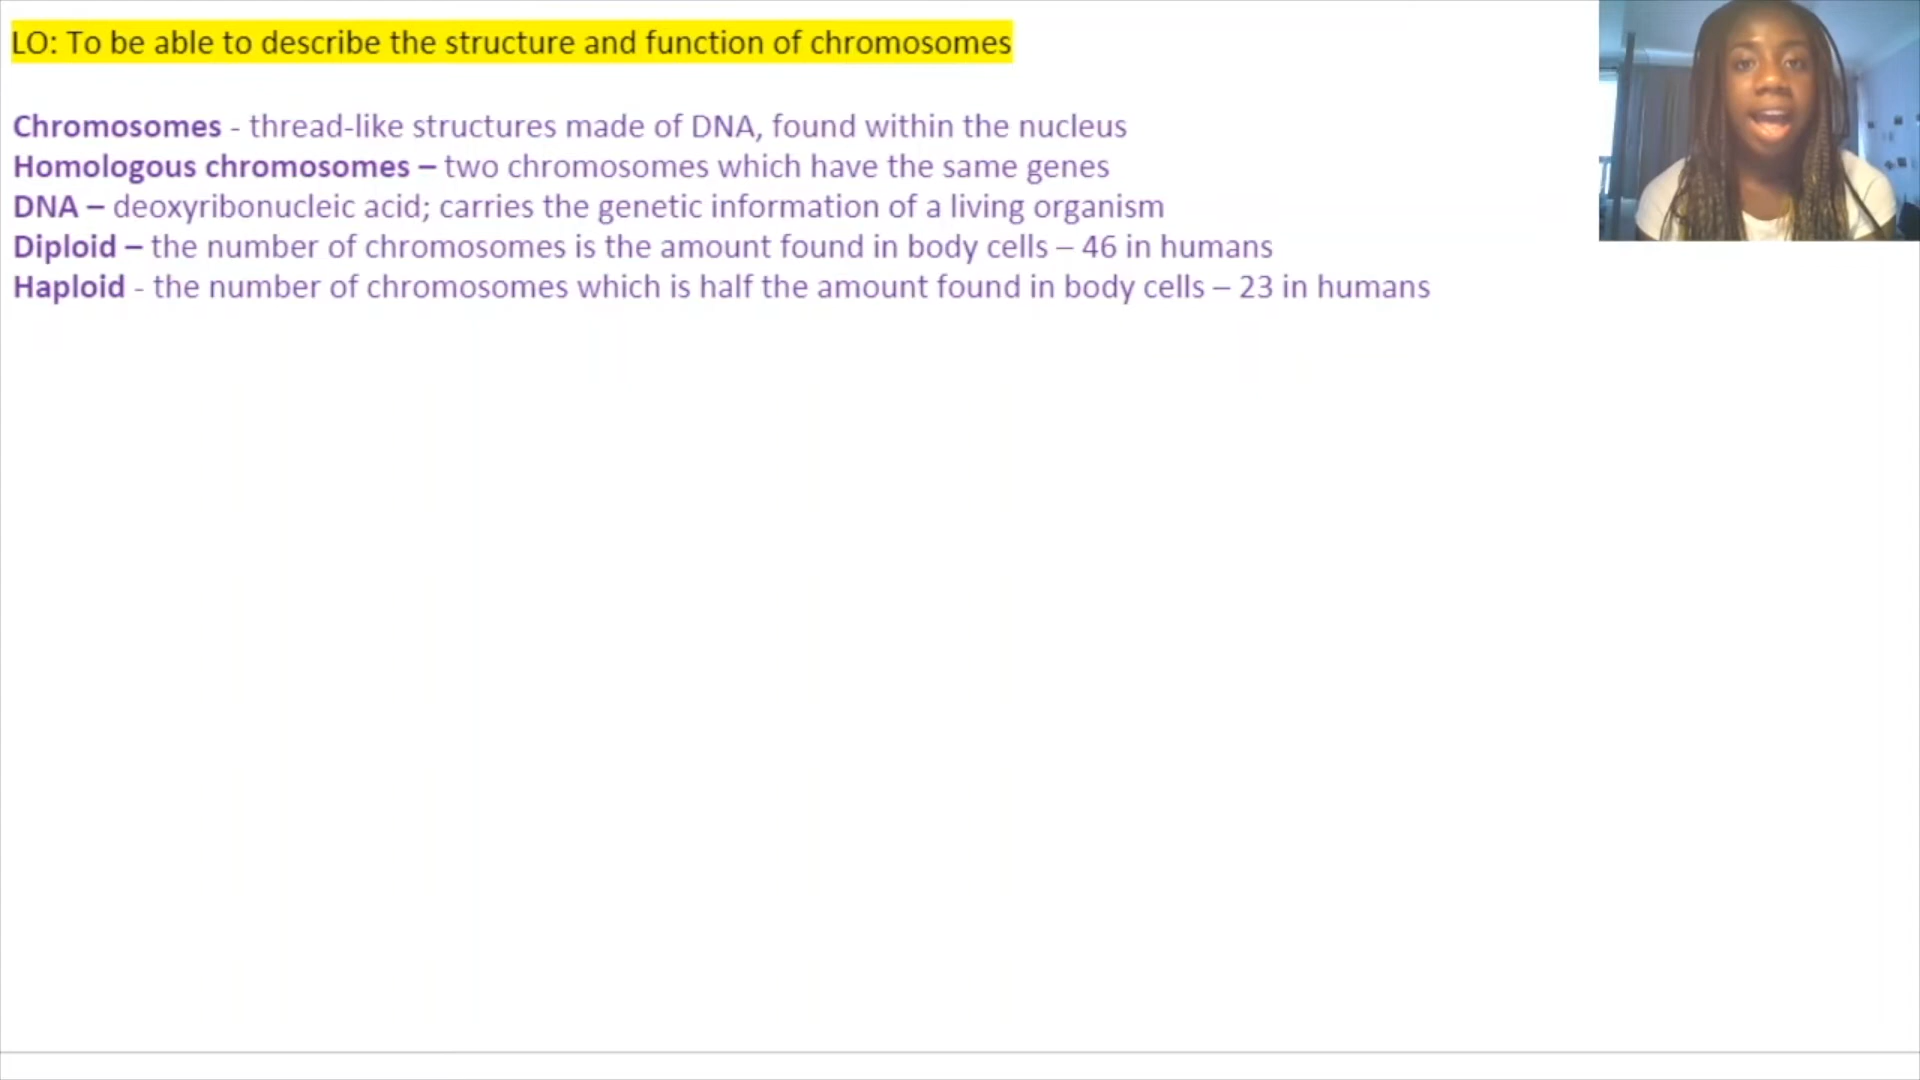 LO: To be able to describe the structure and function of chromosomes
Chromosomes - thread-like structures made of DNA, found within the nucleus
Homologous chromosomes – two chromosomes which have the same genes
DNA – deoxyribonucleic acid; carries the genetic information of a living organism
Diploid – the number of chromosomes is the amount found in body cells – 46 in humans
Haploid - the number of chromosomes which is half the amount found in body cells – 23 in humans